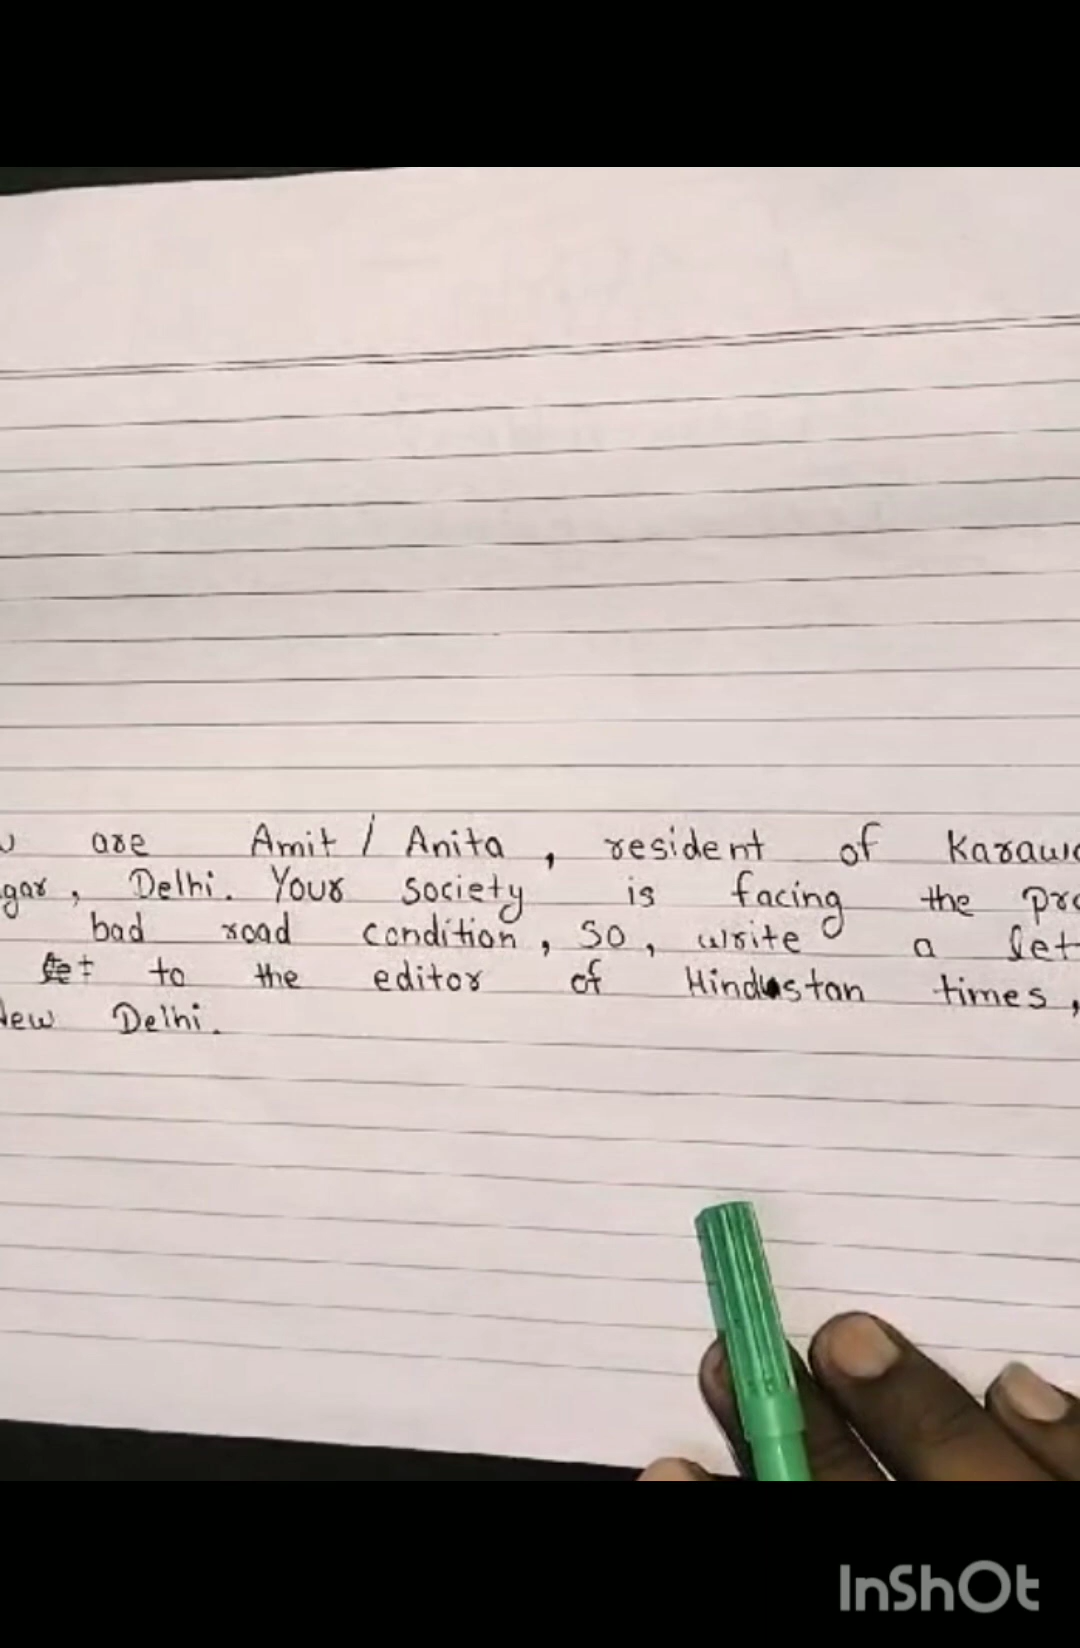 are Amit / Anita, resident of
Delhi. Your society is facing the
bad road condition, so, write a
to the editor of Hindustan times,
Delhi.
InShOt